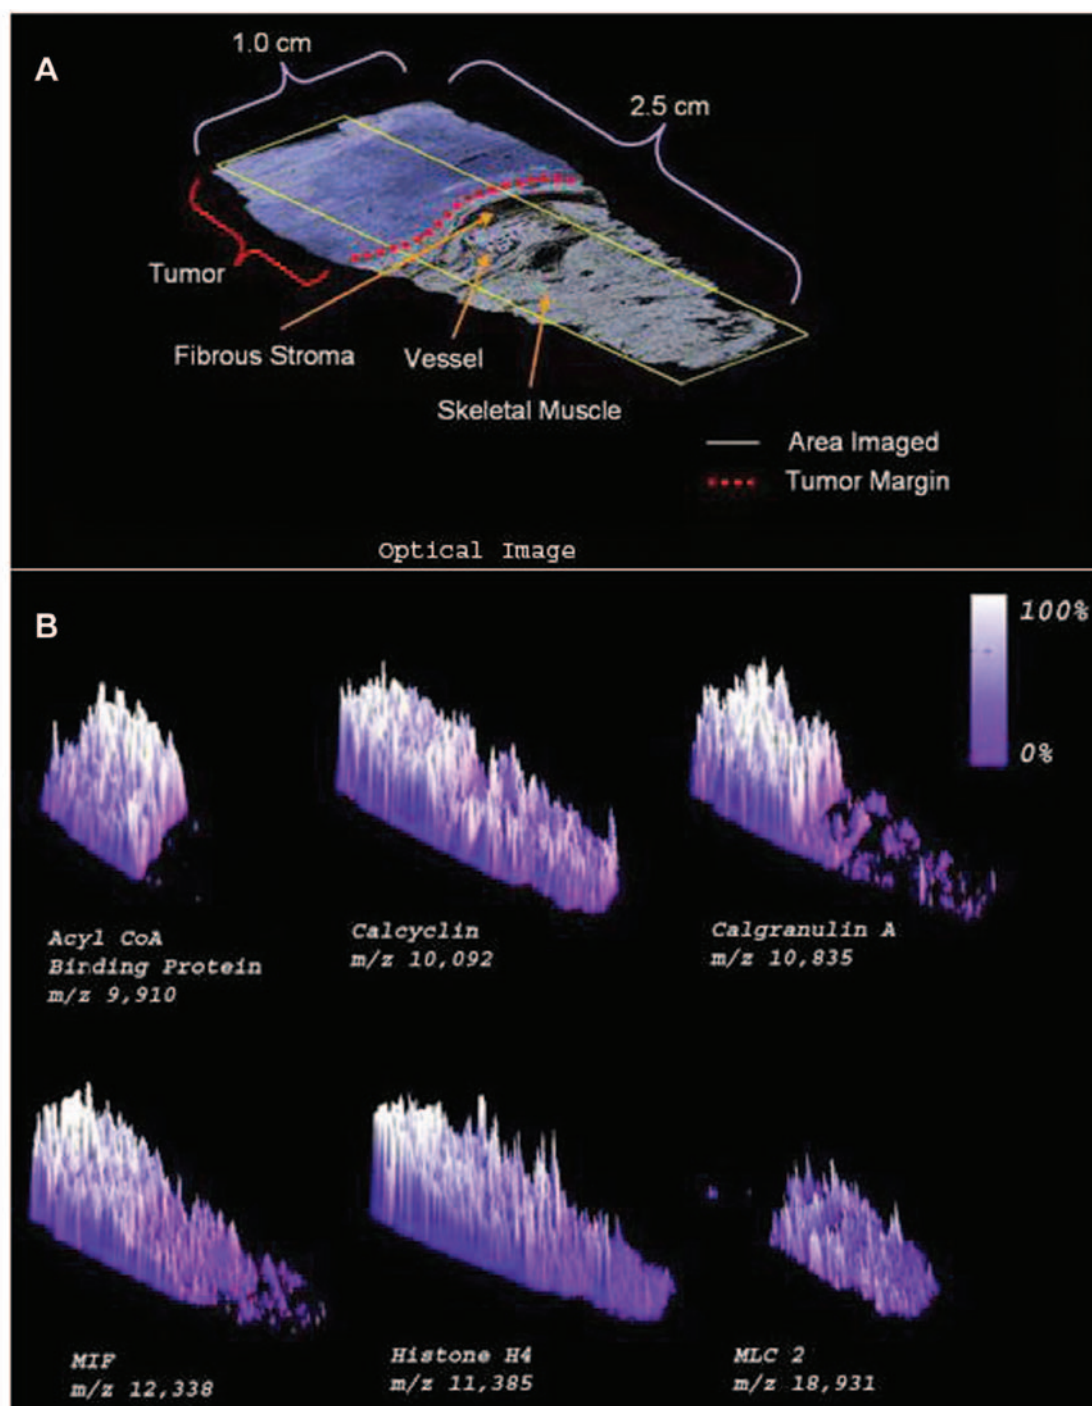 A
1.0 cm
2.5 cm
Tumor
Fibrous Stroma
Vessel
Skeletal Muscle
Area Imaged
Tumor Margin
Optical Image
B
100%
0%
Acyl CoA
Binding Protein
m/z 9,910
Calcyclin
m/z 10,092
Calgranulin A
m/z 10,835
MIF
m/z 12,338
Histone H4
m/z 11,385
MLC 2
m/z 18,931